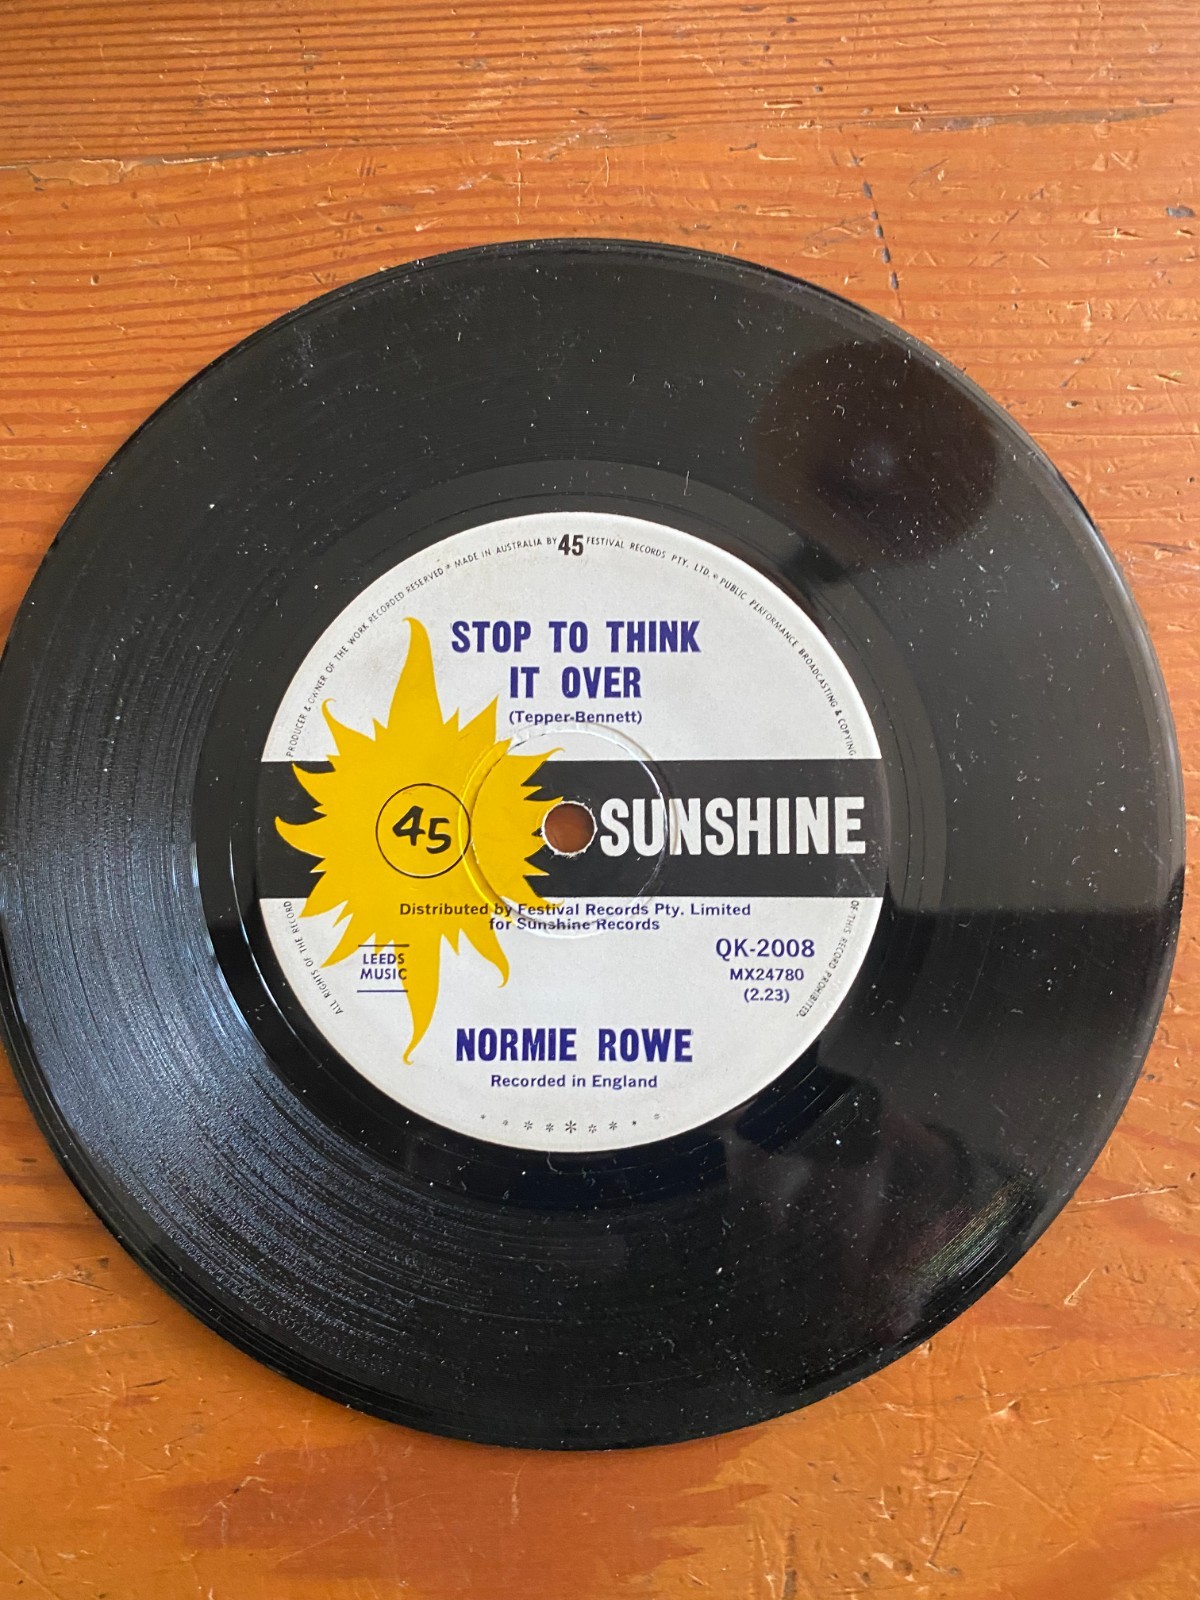 PRODUCER & OWNER OF THE WORK RECORDED RESERVED * MADE IN AUSTRALIA BY 45 FESTIVAL RECORDS PTY. LTD. * PUBLIC PERFORMANCE BROADCASTING & COPYING
STOP TO THINK
IT OVER
(Tepper-Bennett)
45
SUNSHINE
Distributed by Festival Records Pty. Limited
for Sunshine Records
LEEDS
MUSIC
QK-2008
MX24780
(2.23)
NORMIE ROWE
Recorded in England
ALL RIGHTS OF THE RECORD
OF THIS RECORD PROHIBITED.